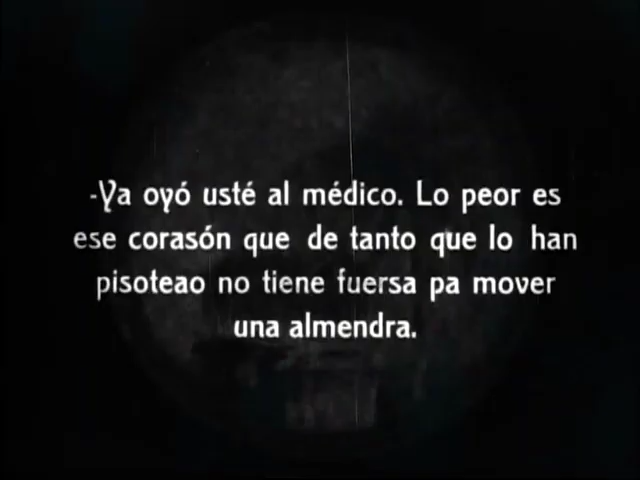 -Ya oyó usté al médico. Lo peor es
ese corasón que de tanto que lo han
pisoteao no tiene fuersa pa mover
una almendra.